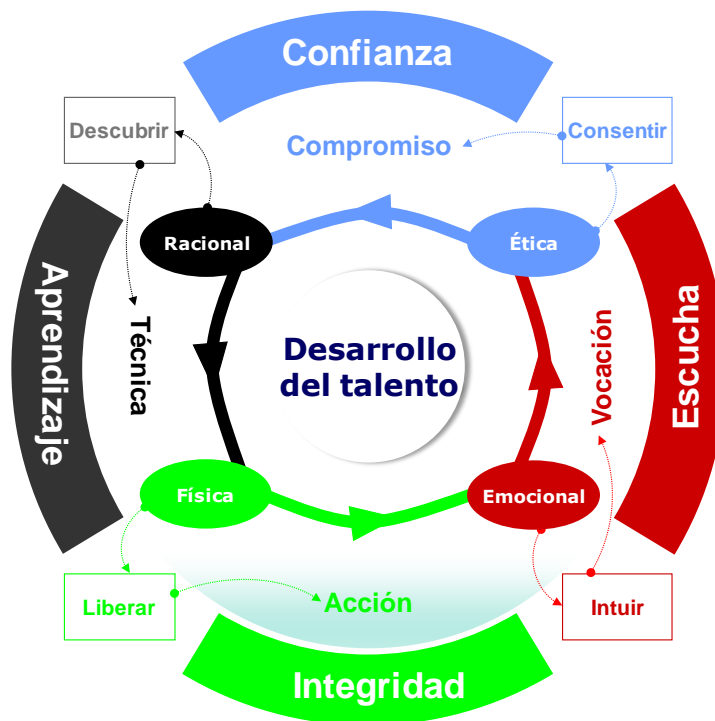 Confianza
Descubrir
Consentir
Compromiso
Racional
Ética
Aprendizaje
Técnica
Desarrollo
del talento
Vocación
Escucha
Física
Emocional
Liberar
Acción
Intuir
Integridad